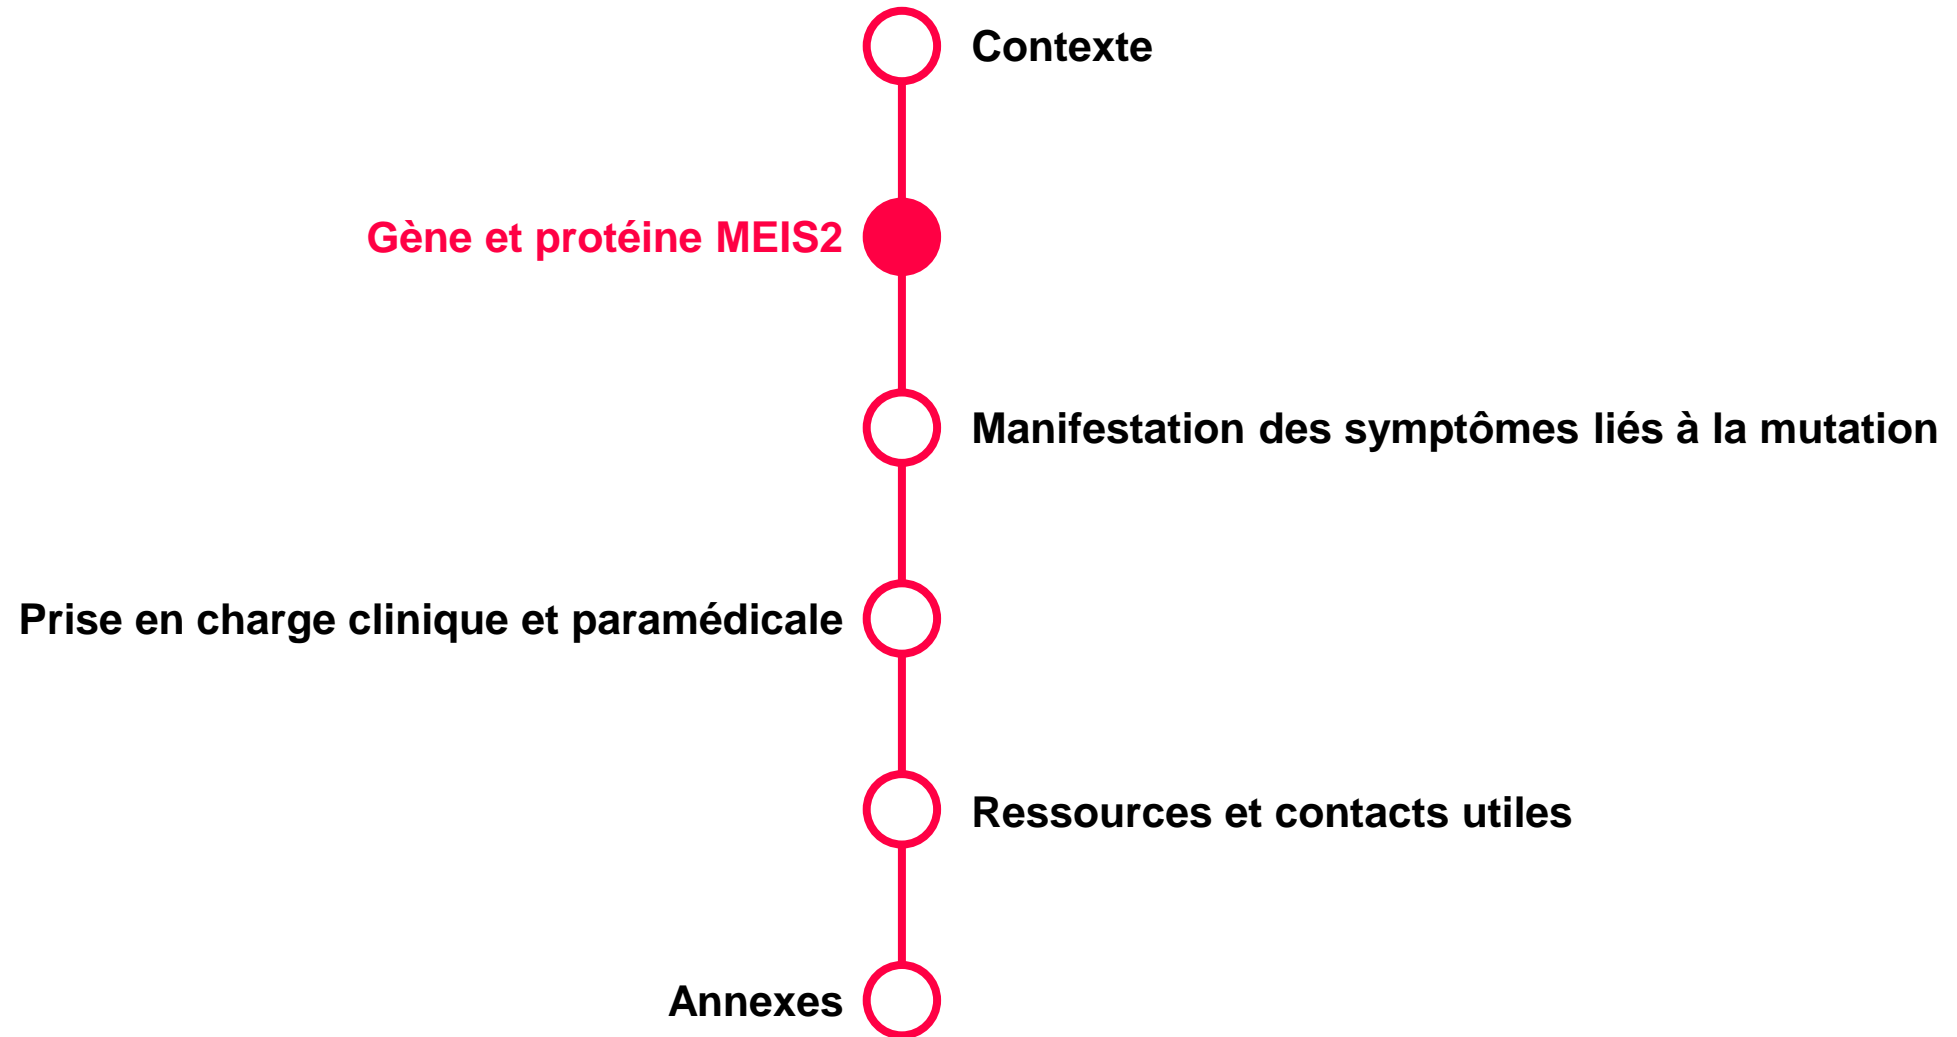 Contexte
Gène et protéine MEIS2
Manifestation des symptômes liés à la mutation
Prise en charge clinique et paramédicale
Ressources et contacts utiles
Annexes